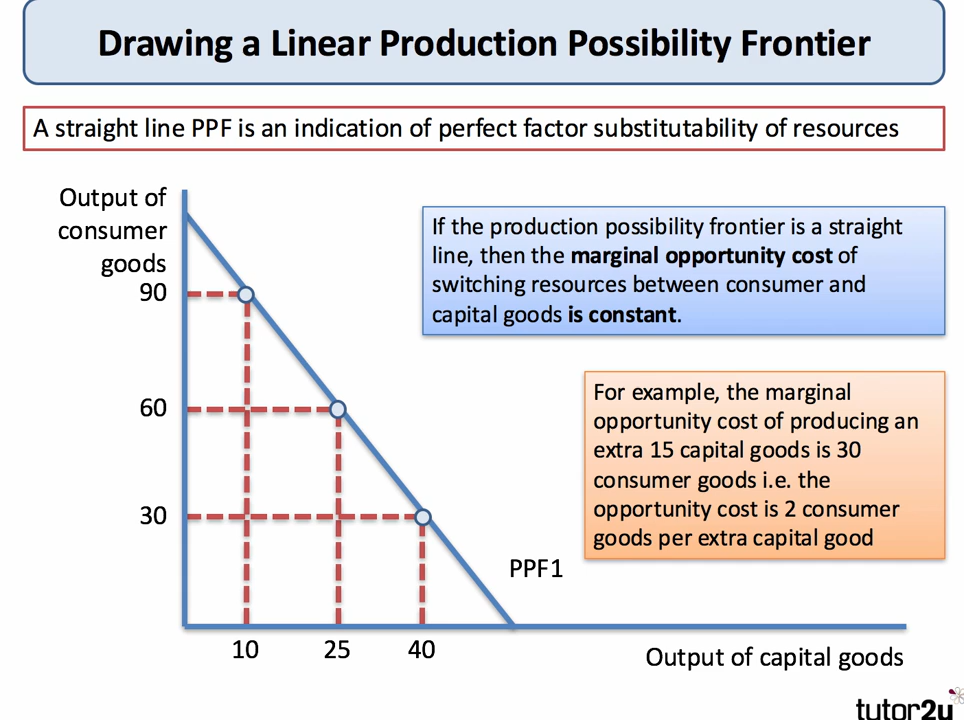 Drawing a Linear Production Possibility Frontier
A straight line PPF is an indication of perfect factor substitutability of resources
Output of
consumer
goods
90
60
30
If the production possibility frontier is a straight
line, then the marginal opportunity cost of
switching resources between consumer and
capital goods is constant.
For example, the marginal
opportunity cost of producing an
extra 15 capital goods is 30
consumer goods i.e. the
opportunity cost is 2 consumer
goods per extra capital good
PPF1
10 25 40
Output of capital goods
tutor2u